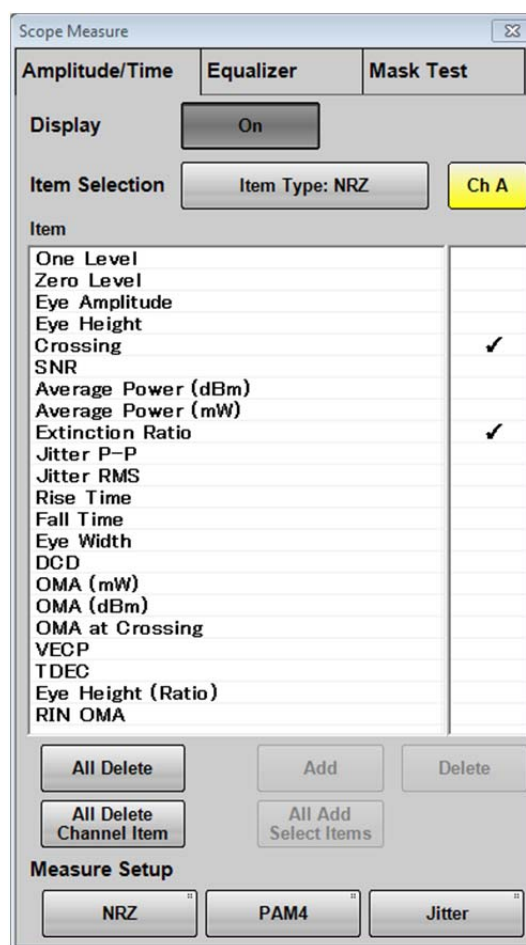 Scope Measure
Amplitude/Time Equalizer Mask Test
Display On
Item Selection Item Type: NRZ Ch A
Item
One Level
Zero Level
Eye Amplitude
Eye Height
Crossing ✓
SNR
Average Power (dBm)
Average Power (mW)
Extinction Ratio ✓
Jitter P-P
Jitter RMS
Rise Time
Fall Time
Eye Width
DCD
OMA (mW)
OMA (dBm)
OMA at Crossing
VECP
TDEC
Eye Height (Ratio)
RIN OMA
All Delete Add Delete
All Delete All Add
Channel Item Select Items
Measure Setup
NRZ PAM4 Jitter